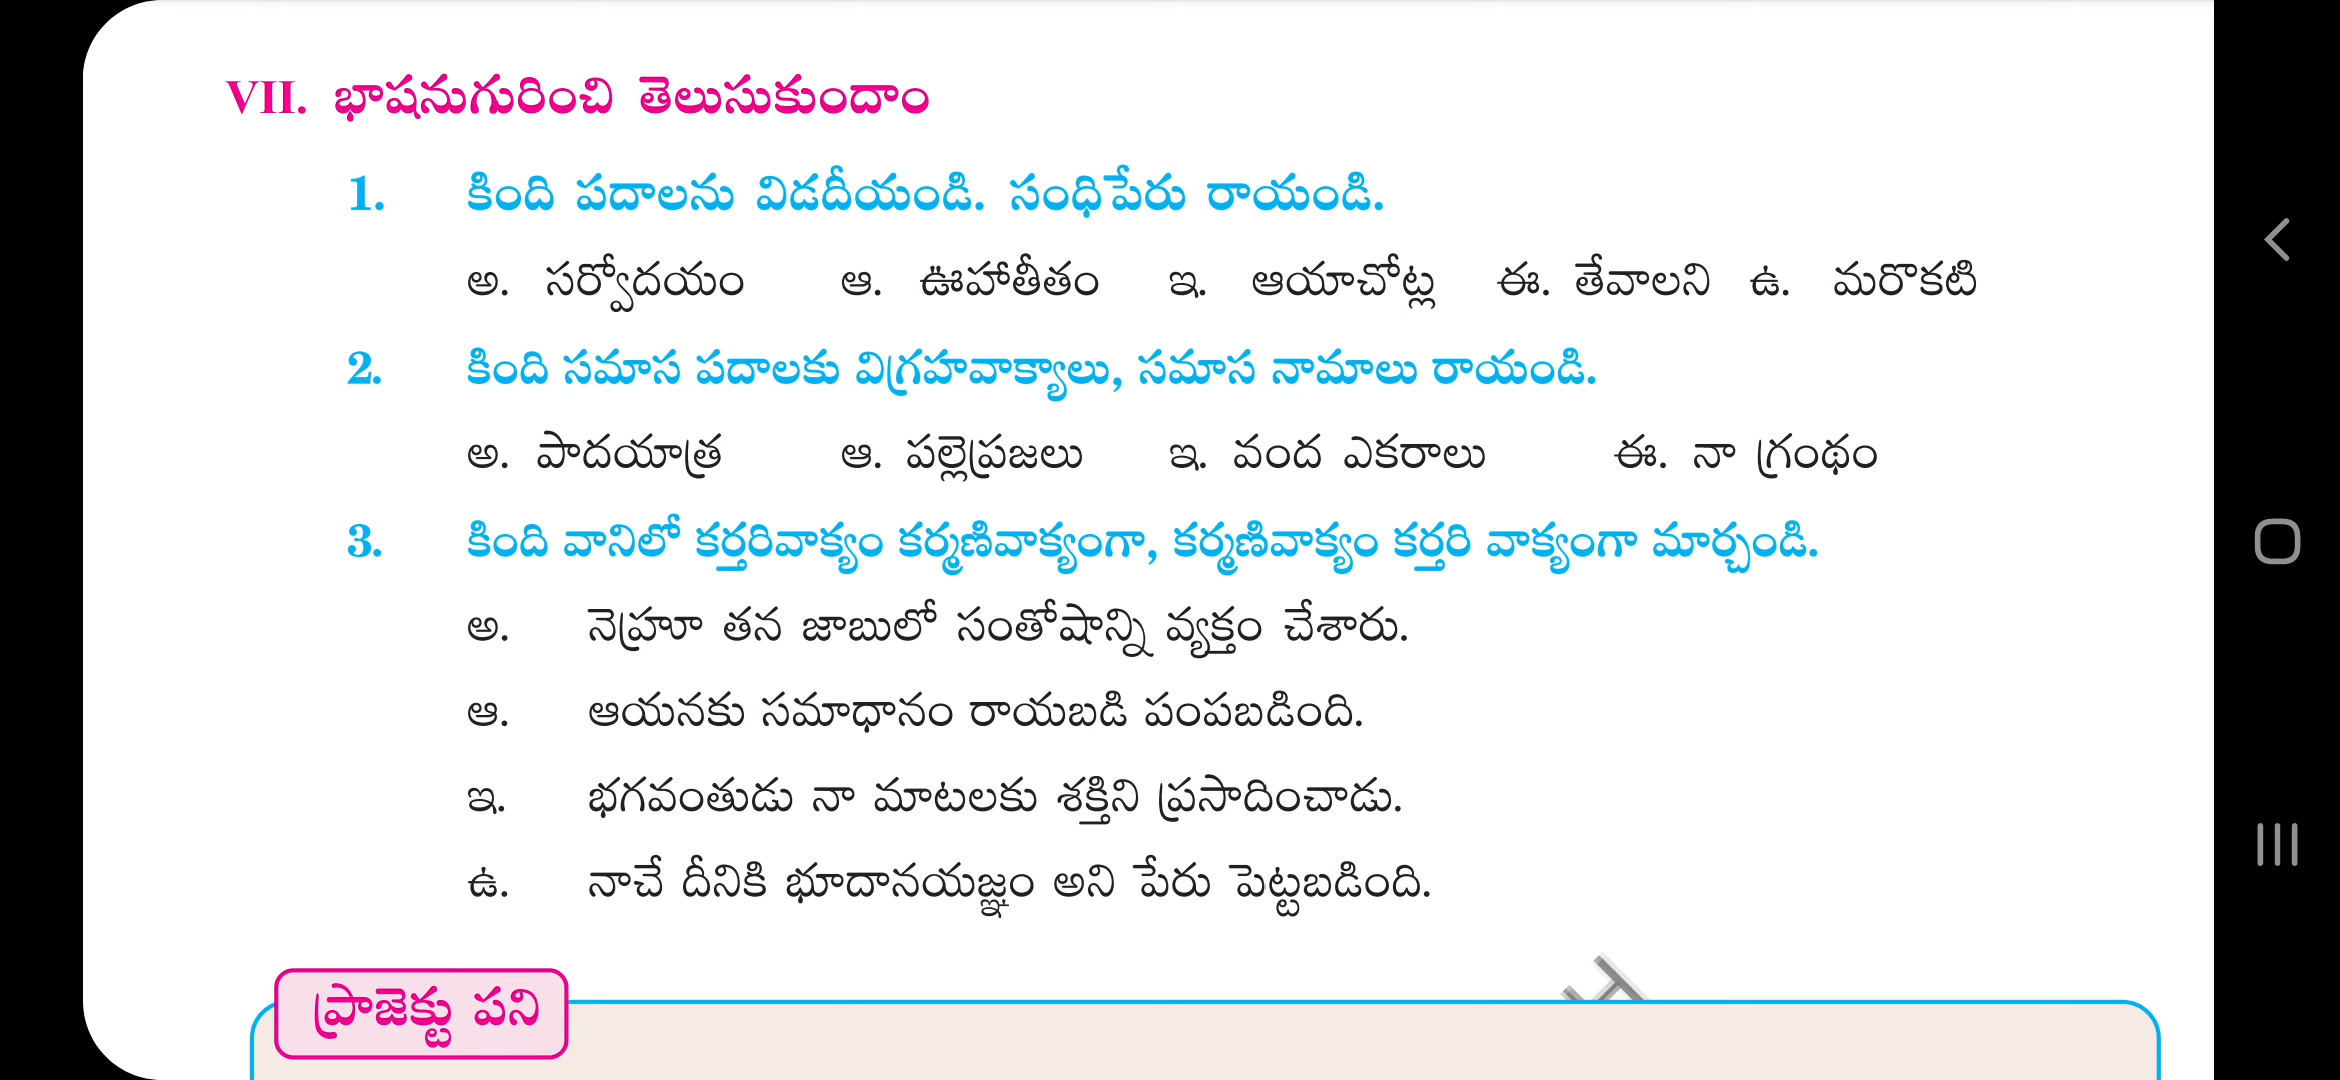 VII. భాషనుగురించి తెలుసుకుందాం
1. కింది పదాలను విడదీయండి. సంధిపేరు రాయండి.
అ. సర్వోదయం ఆ. ఊహాతీతం ఇ. ఆయాచోట్ల ఈ. తేవాలని ఉ. మరొకటి
2. కింది సమాస పదాలకు విగ్రహవాక్యాలు, సమాస నామాలు రాయండి.
అ. పాదయాత్ర ఆ. పల్లెప్రజలు ఇ. వంద ఎకరాలు ఈ. నా గ్రంథం
3. కింది వానిలో కర్తరివాక్యం కర్మణివాక్యంగా, కర్మణివాక్యం కర్తరి వాక్యంగా మార్చండి.
అ. నెహ్రూ తన జాబులో సంతోషాన్ని వ్యక్తం చేశారు.
ఆ. ఆయనకు సమాధానం రాయబడి పంపబడింది.
ఇ. భగవంతుడు నా మాటలకు శక్తిని ప్రసాదించాడు.
ఉ. నాచే దీనికి భూదానయజ్ఞం అని పేరు పెట్టబడింది.
ప్రాజెక్టు పని